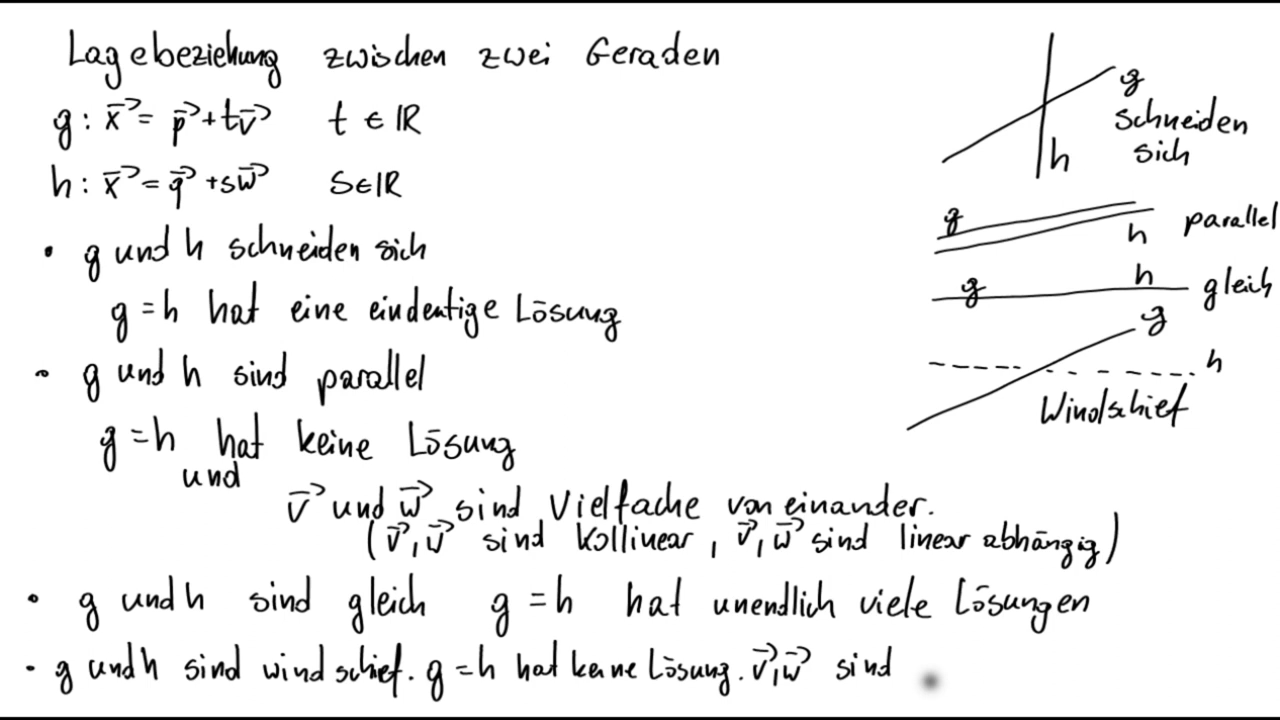 Lagebeziehung zwischen zwei Geraden
g: x⃗ = p⃗ + tv⃗ t ∈ ℝ
h: x⃗ = q⃗ + sw⃗ s ∈ ℝ
• g und h schneiden sich
g = h hat eine eindeutige Lösung
• g und h sind parallel
g = h hat keine Lösung
und
v⃗ und w⃗ sind Vielfache von einander.
(v⃗, w⃗ sind kollinear, v⃗, w⃗ sind linear abhängig)
• g und h sind gleich g = h hat unendlich viele Lösungen
• g und h sind windschief. g = h hat keine Lösung. v⃗, w⃗ sind
g
schneiden
sich
h
g
parallel
h
g
h
gleich
g
h
Windschief